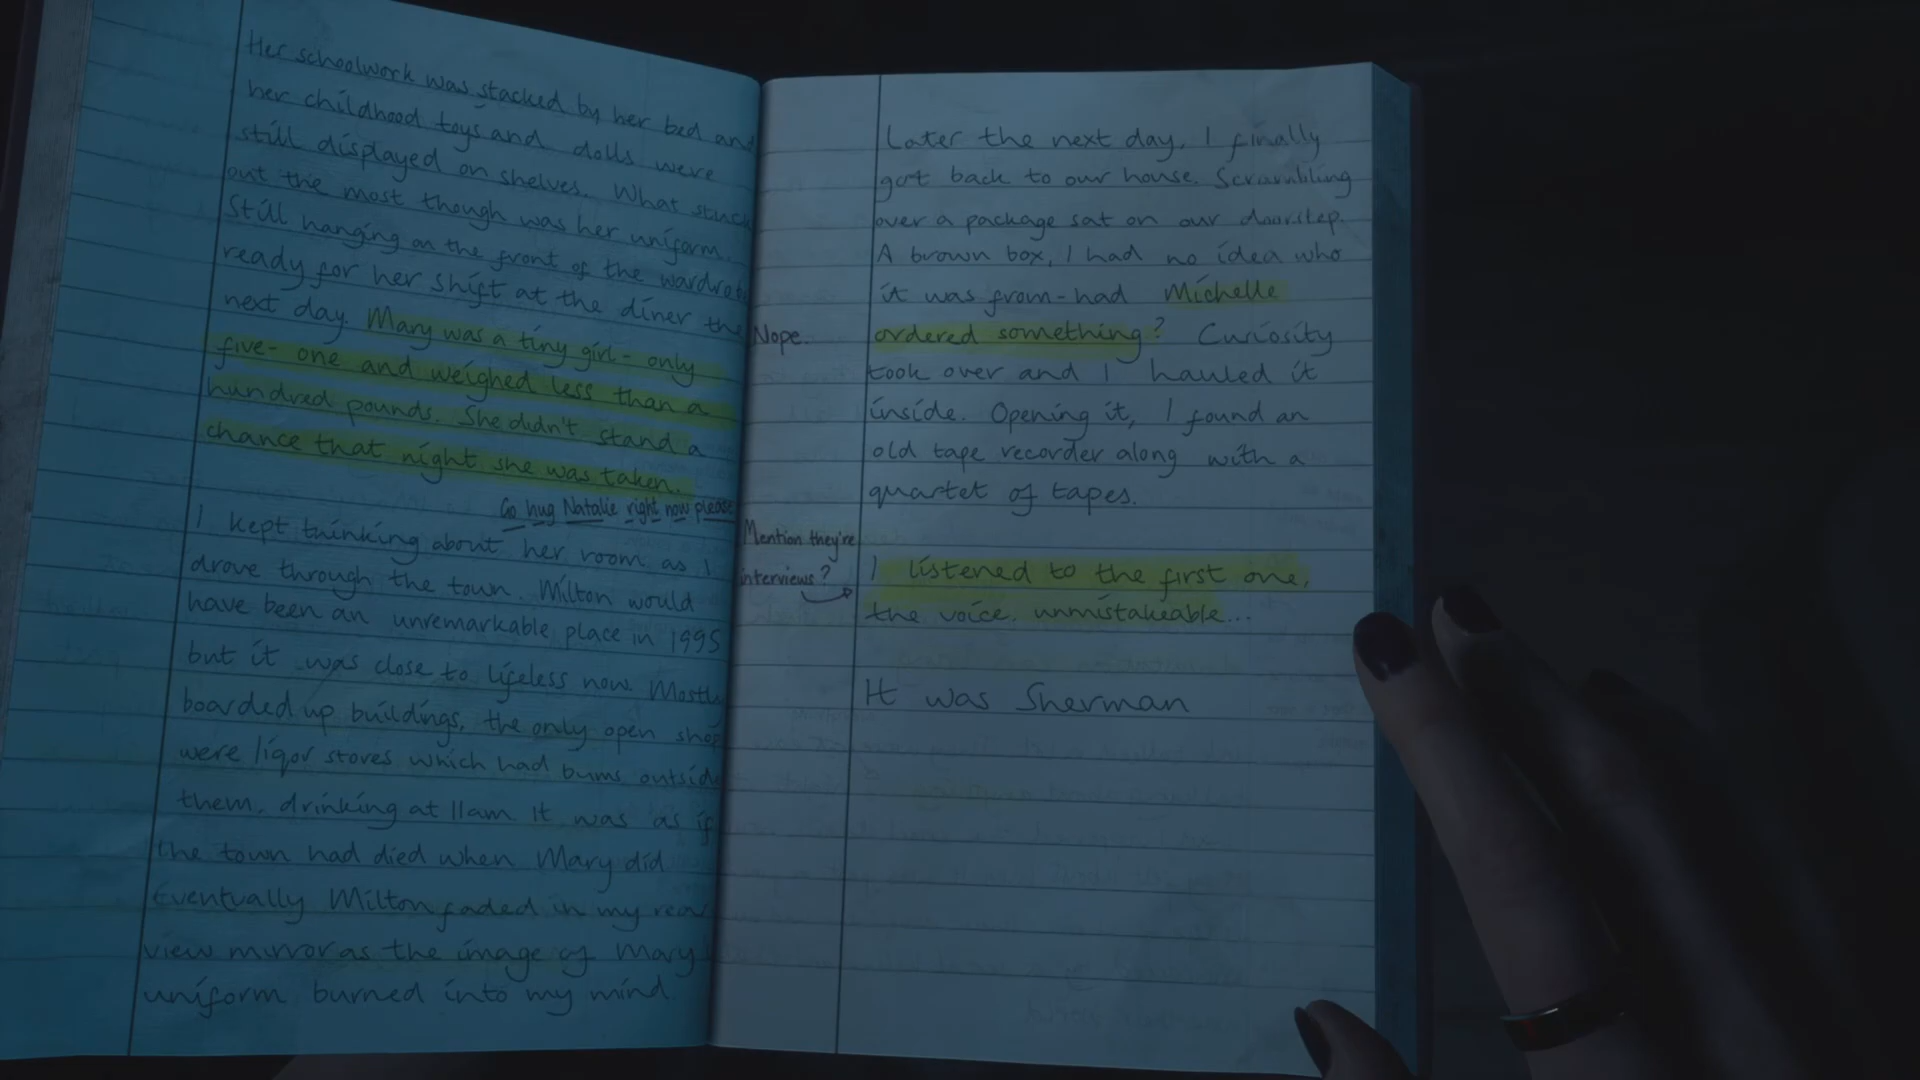 Her schoolwork was stacked by her bed and
her childhood toys and dolls were
still displayed on shelves. What stuck
out the most though was her uniform.
Still hanging on the front of the wardrobe
ready for her shift at the diner the
next day. Mary was a tiny girl - only
five-one and weighed less than a
hundred pounds. She didn't stand a
chance that night she was taken.
Go hug Natalie right now please
I kept thinking about her room as I
drove through the town. Milton would
have been an unremarkable place in 1995
but it was close to lifeless now. Mostly
boarded up buildings, the only open shop
were liqor stores which had bums outside
them, drinking at 11am. It was as if
the town had died when Mary did
Eventually Milton faded in my rear
view mirror as the image of Mary
uniform burned into my mind.
Later the next day, I finally
got back to our house. Scrambling
over a package sat on our doorstep.
A brown box, I had no idea who
it was from - had Michelle
Nope.
ordered something? Curiosity
took over and I hauled it
inside. Opening it, I found an
old tape recorder along with a
quartet of tapes.
Mention they're
interviews?
I listened to the first one,
the voice. unmistakeable...
It was Sherman